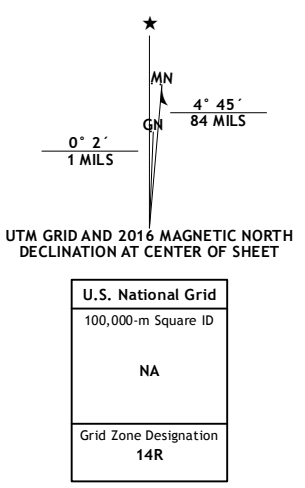 ★
MN
GN
4° 45´
84 MILS
0° 2´
1 MILS
UTM GRID AND 2016 MAGNETIC NORTH
DECLINATION AT CENTER OF SHEET
U.S. National Grid
100,000-m Square ID
NA
Grid Zone Designation
14R